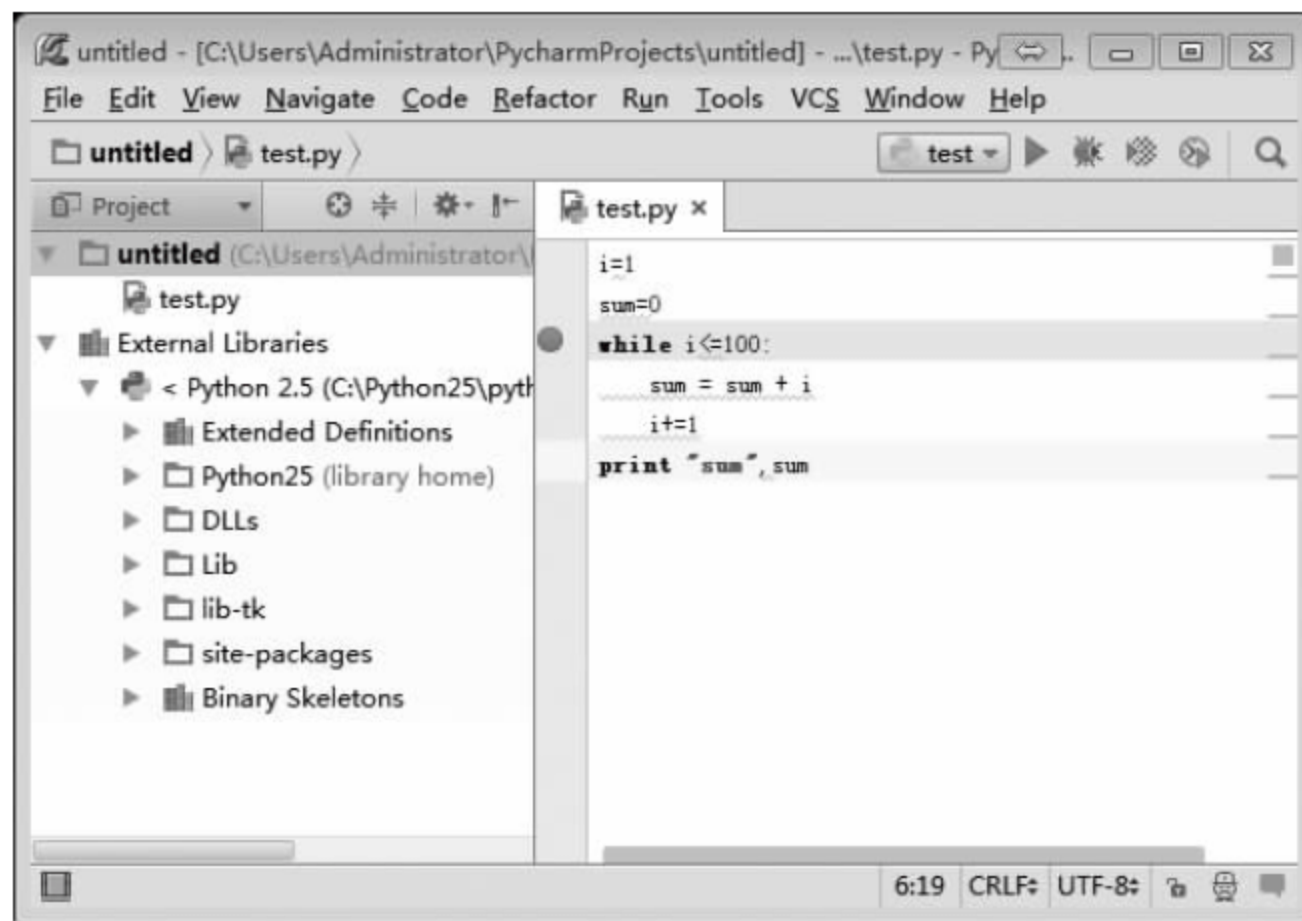 untitled - [C:\Users\Administrator\PycharmProjects\untitled] - ...\test.py - Py
File Edit View Navigate Code Refactor Run Tools VCS Window Help
untitled test.py
test
Project
test.py ×
untitled (C:\Users\Administrator\
test.py
External Libraries
< Python 2.5 (C:\Python25\pyth
Extended Definitions
Python25 (library home)
DLLs
Lib
lib-tk
site-packages
Binary Skeletons
i=1
sum=0
while i<=100:
    sum = sum + i
    i+=1
print "sum",sum
6:19 CRLF UTF-8